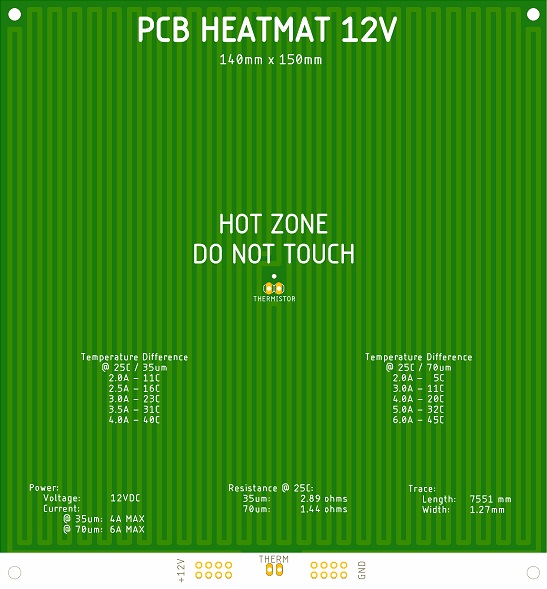 PCB HEATMAT 12V
140mm x 150mm
HOT ZONE
DO NOT TOUCH
THERMISTOR
Temperature Difference
@ 25C / 35um
2.0A - 11C
2.5A - 16C
3.0A - 23C
3.5A - 31C
4.0A - 40C
Temperature Difference
@ 25C / 70um
2.0A - 5C
3.0A - 11C
4.0A - 20C
5.0A - 32C
6.0A - 45C
Power:
Voltage: 12VDC
Current:
@ 35um: 4A MAX
@ 70um: 6A MAX
Resistance @ 25C:
35um: 2.89 ohms
70um: 1.44 ohms
Trace:
Length: 7551 mm
Width: 1.27mm
+12V
THERM
GND